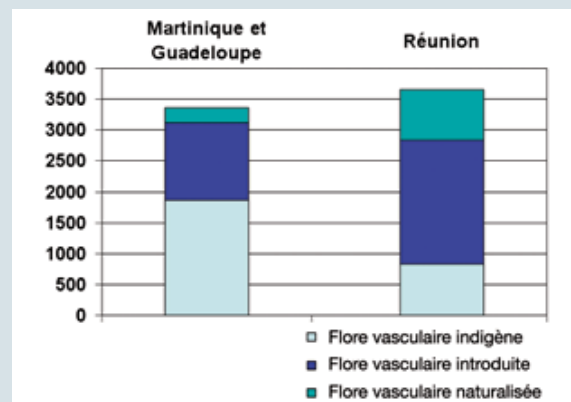 Martinique et
Guadeloupe
Réunion
4000
3500
3000
2500
2000
1500
1000
500
0
Flore vasculaire indigène
Flore vasculaire introduite
Flore vasculaire naturalisée